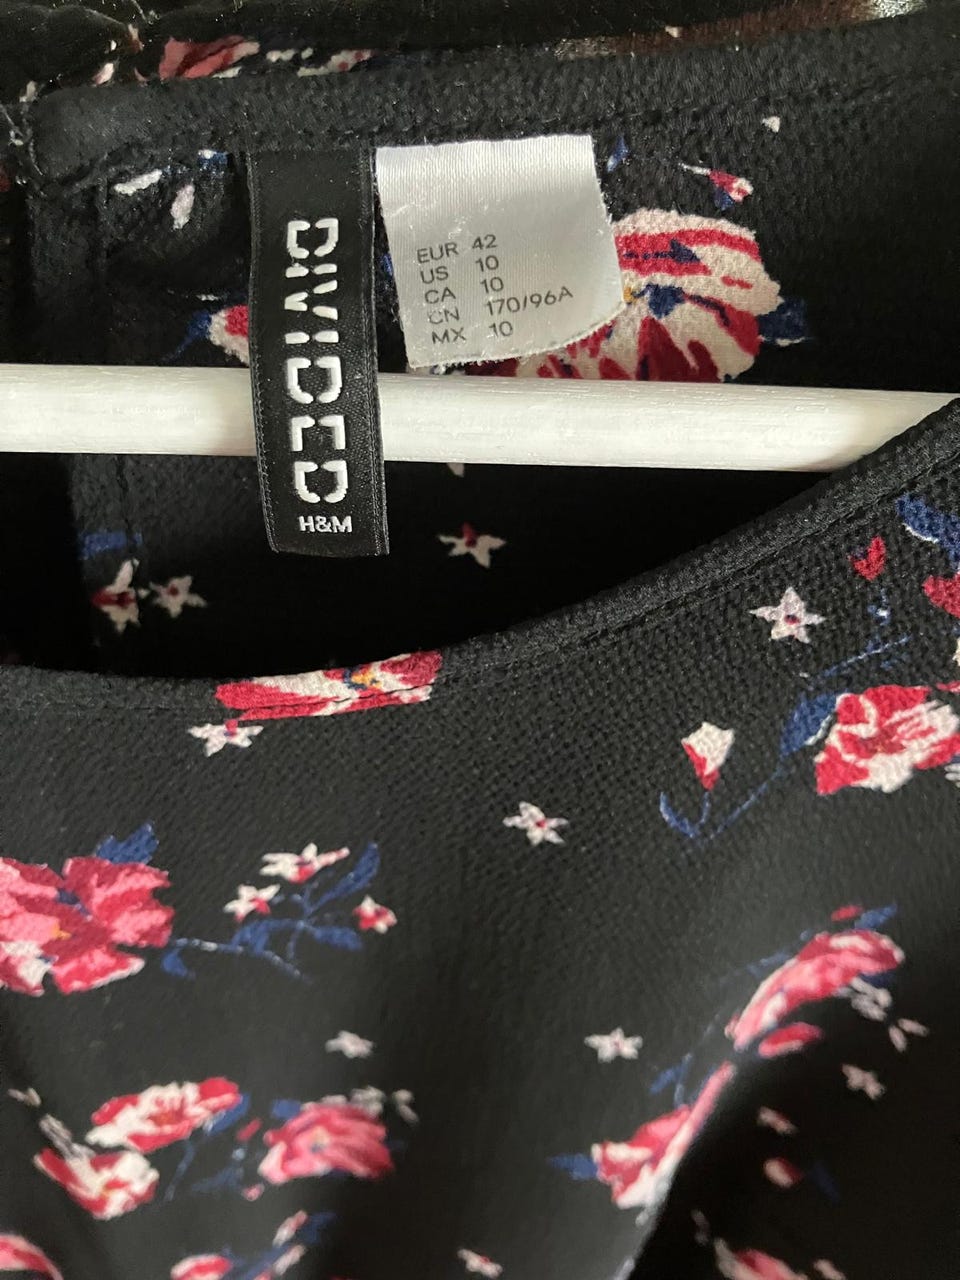 DIVIDED
H&M
EUR 42
US 10
CA 10
CN 170/96A
MX 10